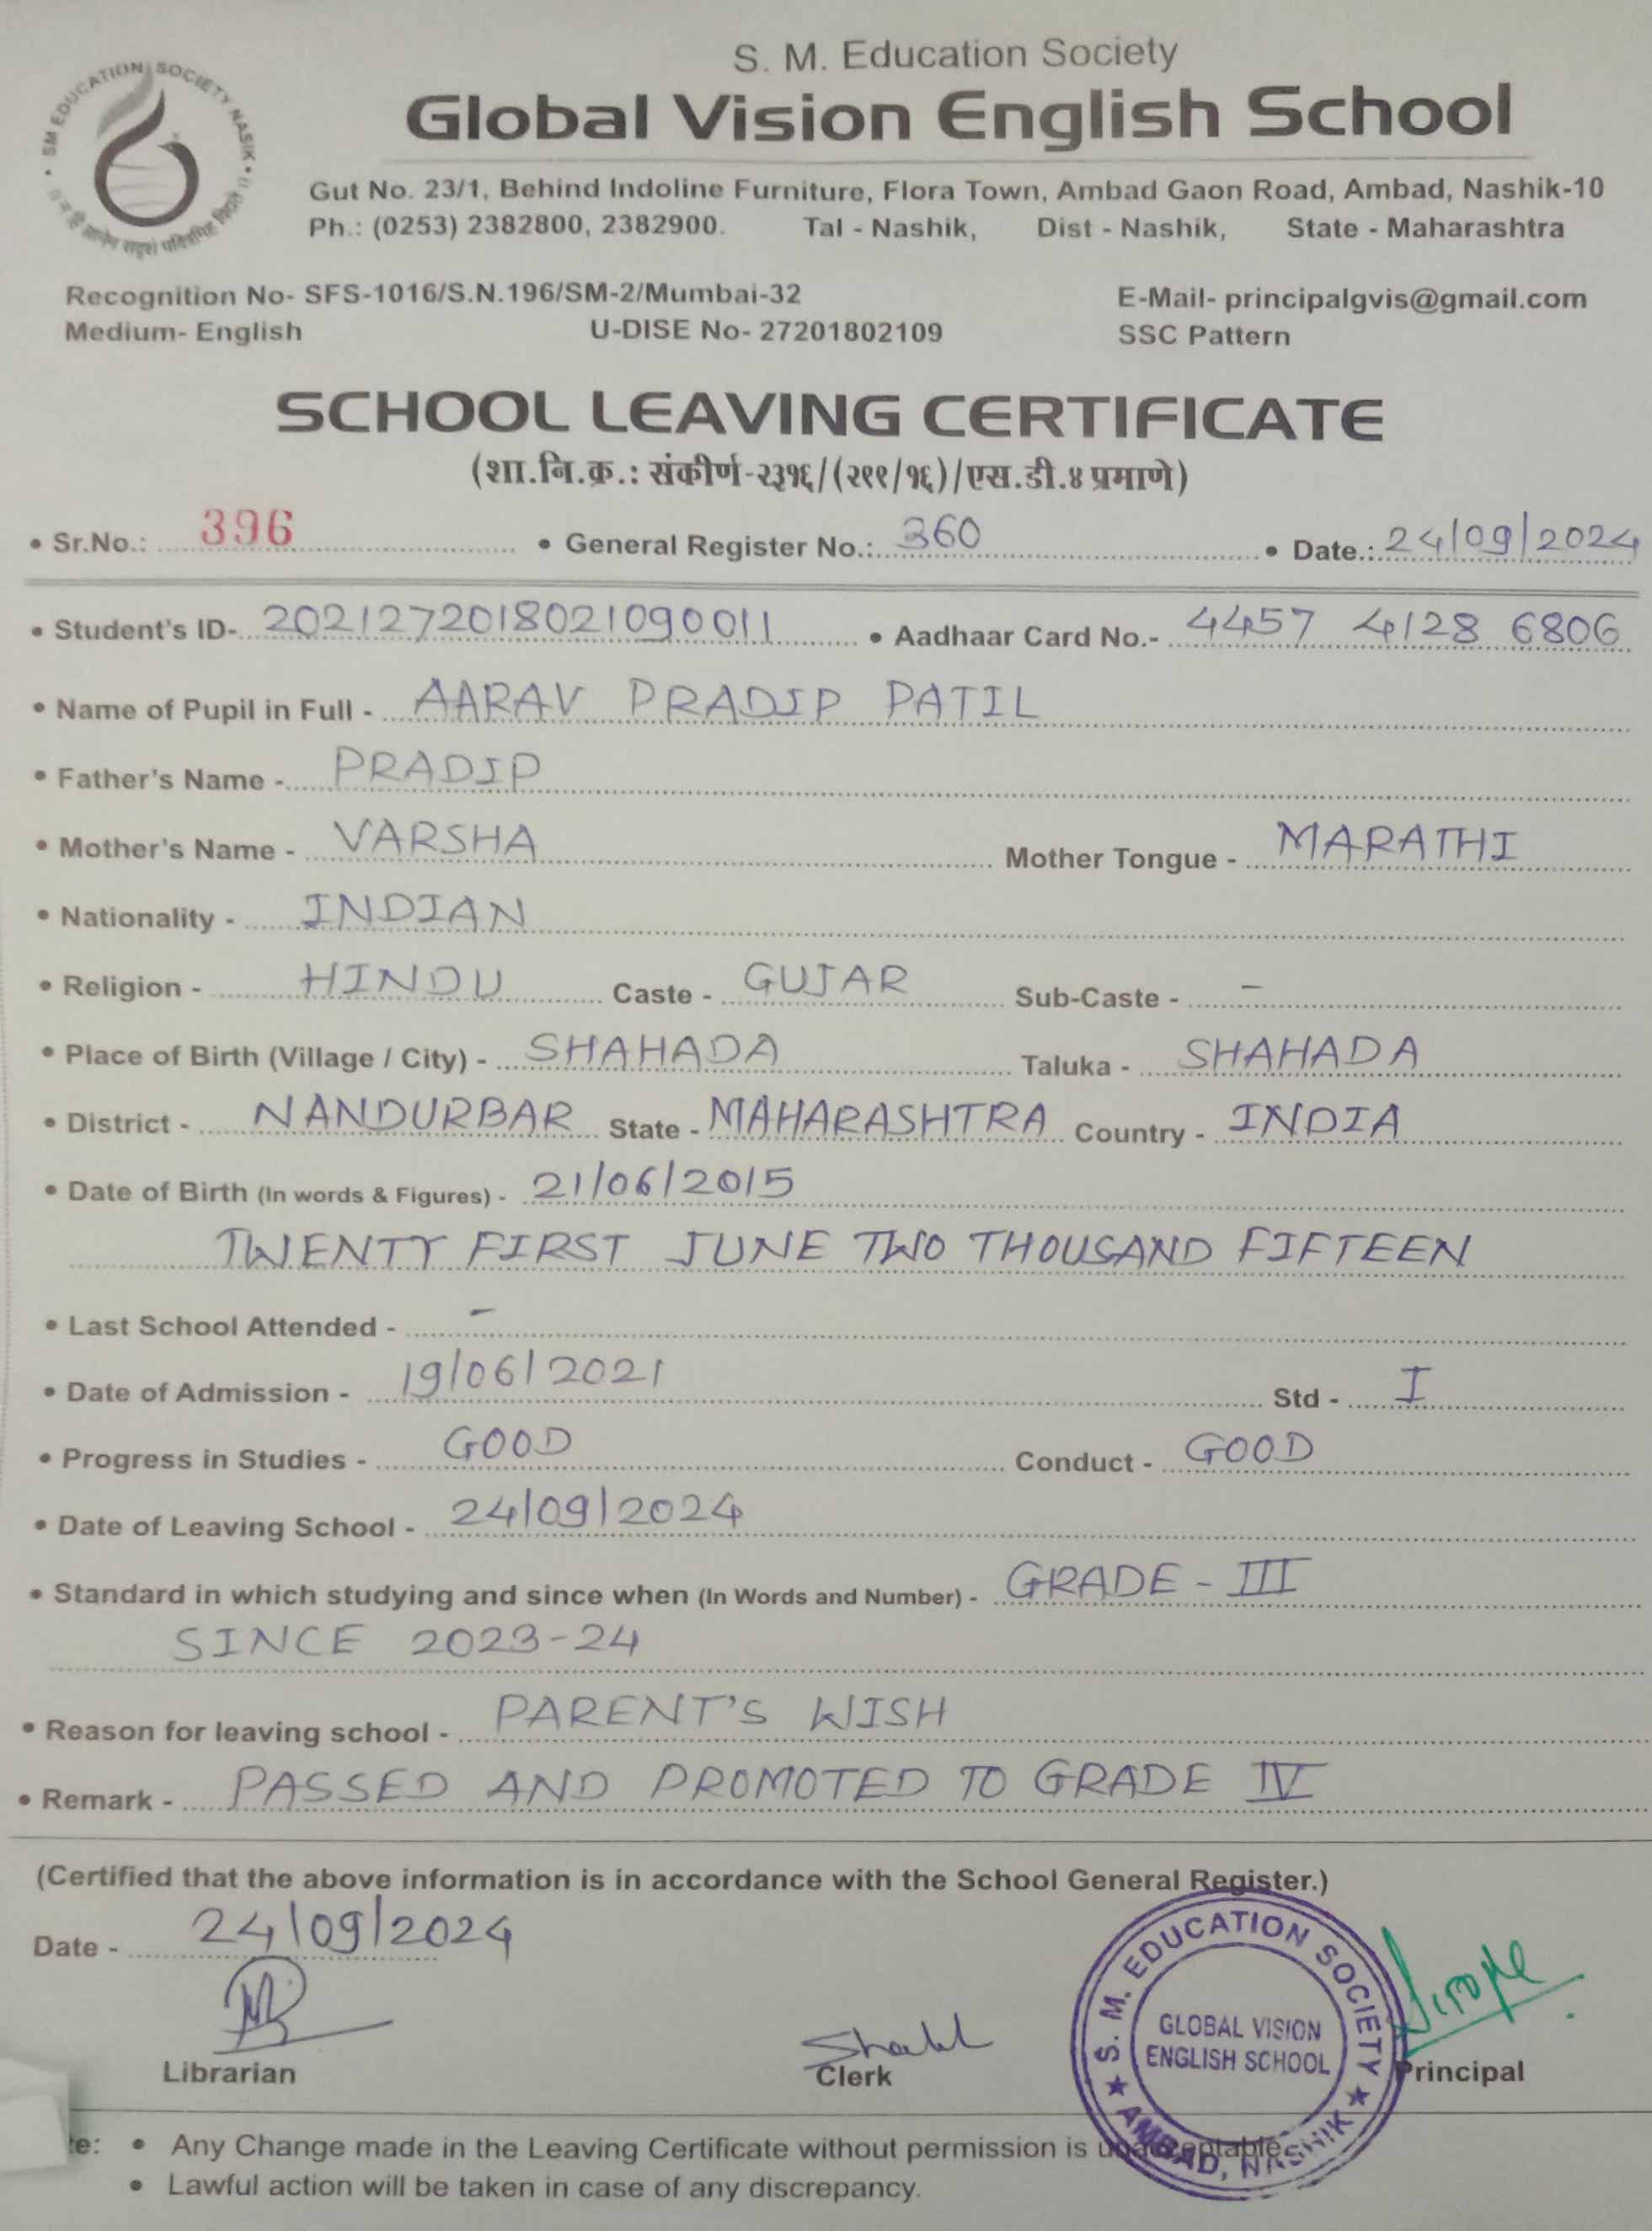 SM EDUCATION SOCIETY NASIK
S. M. Education Society
Global Vision English School
Gut No. 23/1, Behind Indoline Furniture, Flora Town, Ambad Gaon Road, Ambad, Nashik-10
Ph.: (0253) 2382800, 2382900. Tal - Nashik, Dist - Nashik, State - Maharashtra
Recognition No- SFS-1016/S.N.196/SM-2/Mumbai-32 E-Mail- principalgvis@gmail.com
Medium- English U-DISE No- 27201802109 SSC Pattern
SCHOOL LEAVING CERTIFICATE
(शा.नि.क्र.: संकीर्ण-२३१६/(२११/१६)/एस.डी.४ प्रमाणे)
• Sr.No.: 396 • General Register No.: 360 • Date.: 24/09/2024
• Student's ID- 2021272018021090011 • Aadhaar Card No.- 4457 4128 6806
• Name of Pupil in Full - AARAV PRADIP PATIL
• Father's Name - PRADIP
• Mother's Name - VARSHA Mother Tongue - MARATHI
• Nationality - INDIAN
• Religion - HINDU Caste - GUJAR Sub-Caste - –
• Place of Birth (Village / City) - SHAHADA Taluka - SHAHADA
• District - NANDURBAR State - MAHARASHTRA Country - INDIA
• Date of Birth (In words & Figures) - 21/06/2015
TWENTY FIRST JUNE TWO THOUSAND FIFTEEN
• Last School Attended - –
• Date of Admission - 19/06/2021 Std - I
• Progress in Studies - GOOD Conduct - GOOD
• Date of Leaving School - 24/09/2024
• Standard in which studying and since when (In Words and Number) - GRADE - III
SINCE 2023-24
• Reason for leaving school - PARENT'S WISH
• Remark - PASSED AND PROMOTED TO GRADE IV
(Certified that the above information is in accordance with the School General Register.)
Date - 24/09/2024
S. M. EDUCATION SOCIETY
GLOBAL VISION
ENGLISH SCHOOL
★ AMBAD, NASHIK ★
Librarian Clerk Principal
• Any Change made in the Leaving Certificate without permission is unacceptable.
• Lawful action will be taken in case of any discrepancy.